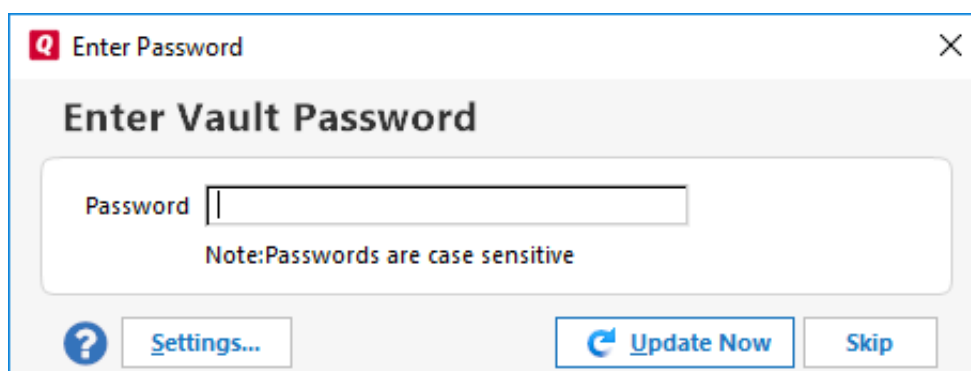 Q Enter Password
Enter Vault Password
Password
Note:Passwords are case sensitive
? Settings... Update Now Skip